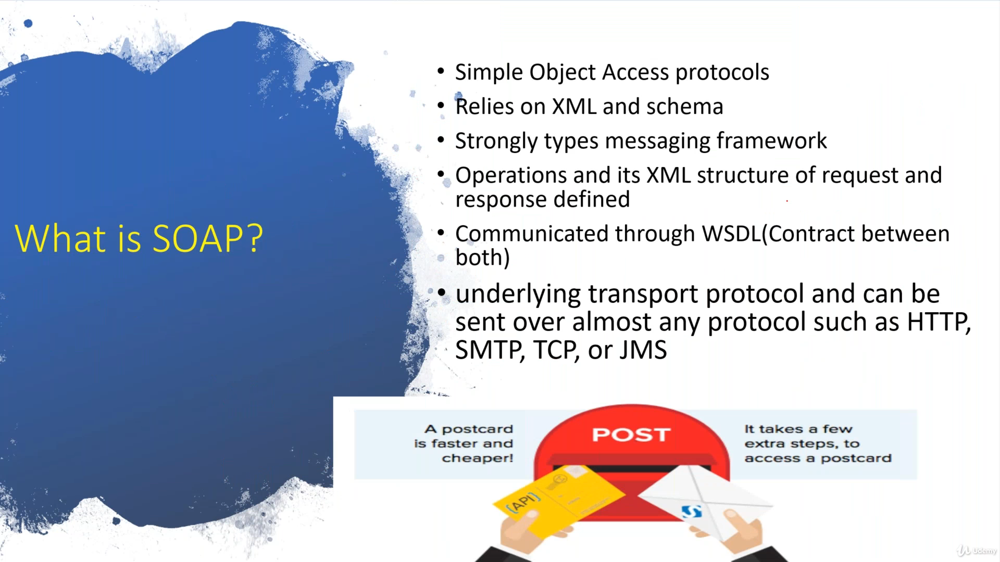 What is SOAP?
• Simple Object Access protocols
• Relies on XML and schema
• Strongly types messaging framework
• Operations and its XML structure of request and
response defined
• Communicated through WSDL(Contract between
both)
• underlying transport protocol and can be
sent over almost any protocol such as HTTP,
SMTP, TCP, or JMS
A postcard
is faster and
cheaper!
POST
It takes a few
extra steps, to
access a postcard
{API}
S
Udemy